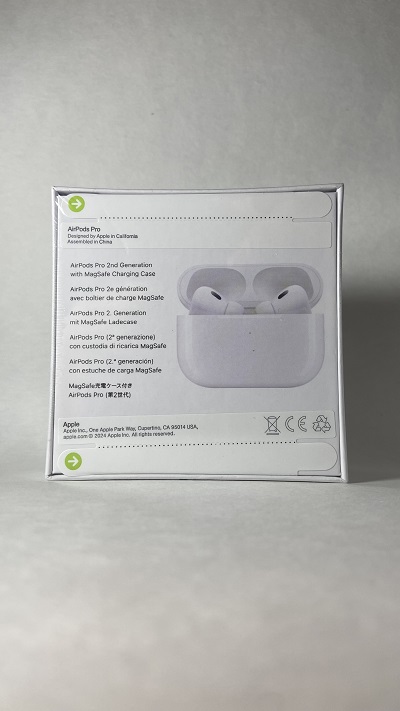 AirPods Pro
Designed by Apple in California
Assembled in China
AirPods Pro 2nd Generation
with MagSafe Charging Case
AirPods Pro 2e génération
avec boîtier de charge MagSafe
AirPods Pro 2. Generation
mit MagSafe Ladecase
AirPods Pro (2ª generazione)
con custodia di ricarica MagSafe
AirPods Pro (2.ª generación)
con estuche de carga MagSafe
MagSafe充電ケース付き
AirPods Pro (第2世代)
Apple
Apple Inc., One Apple Park Way, Cupertino, CA 95014 USA,
apple.com © 2024 Apple Inc. All rights reserved.
CE